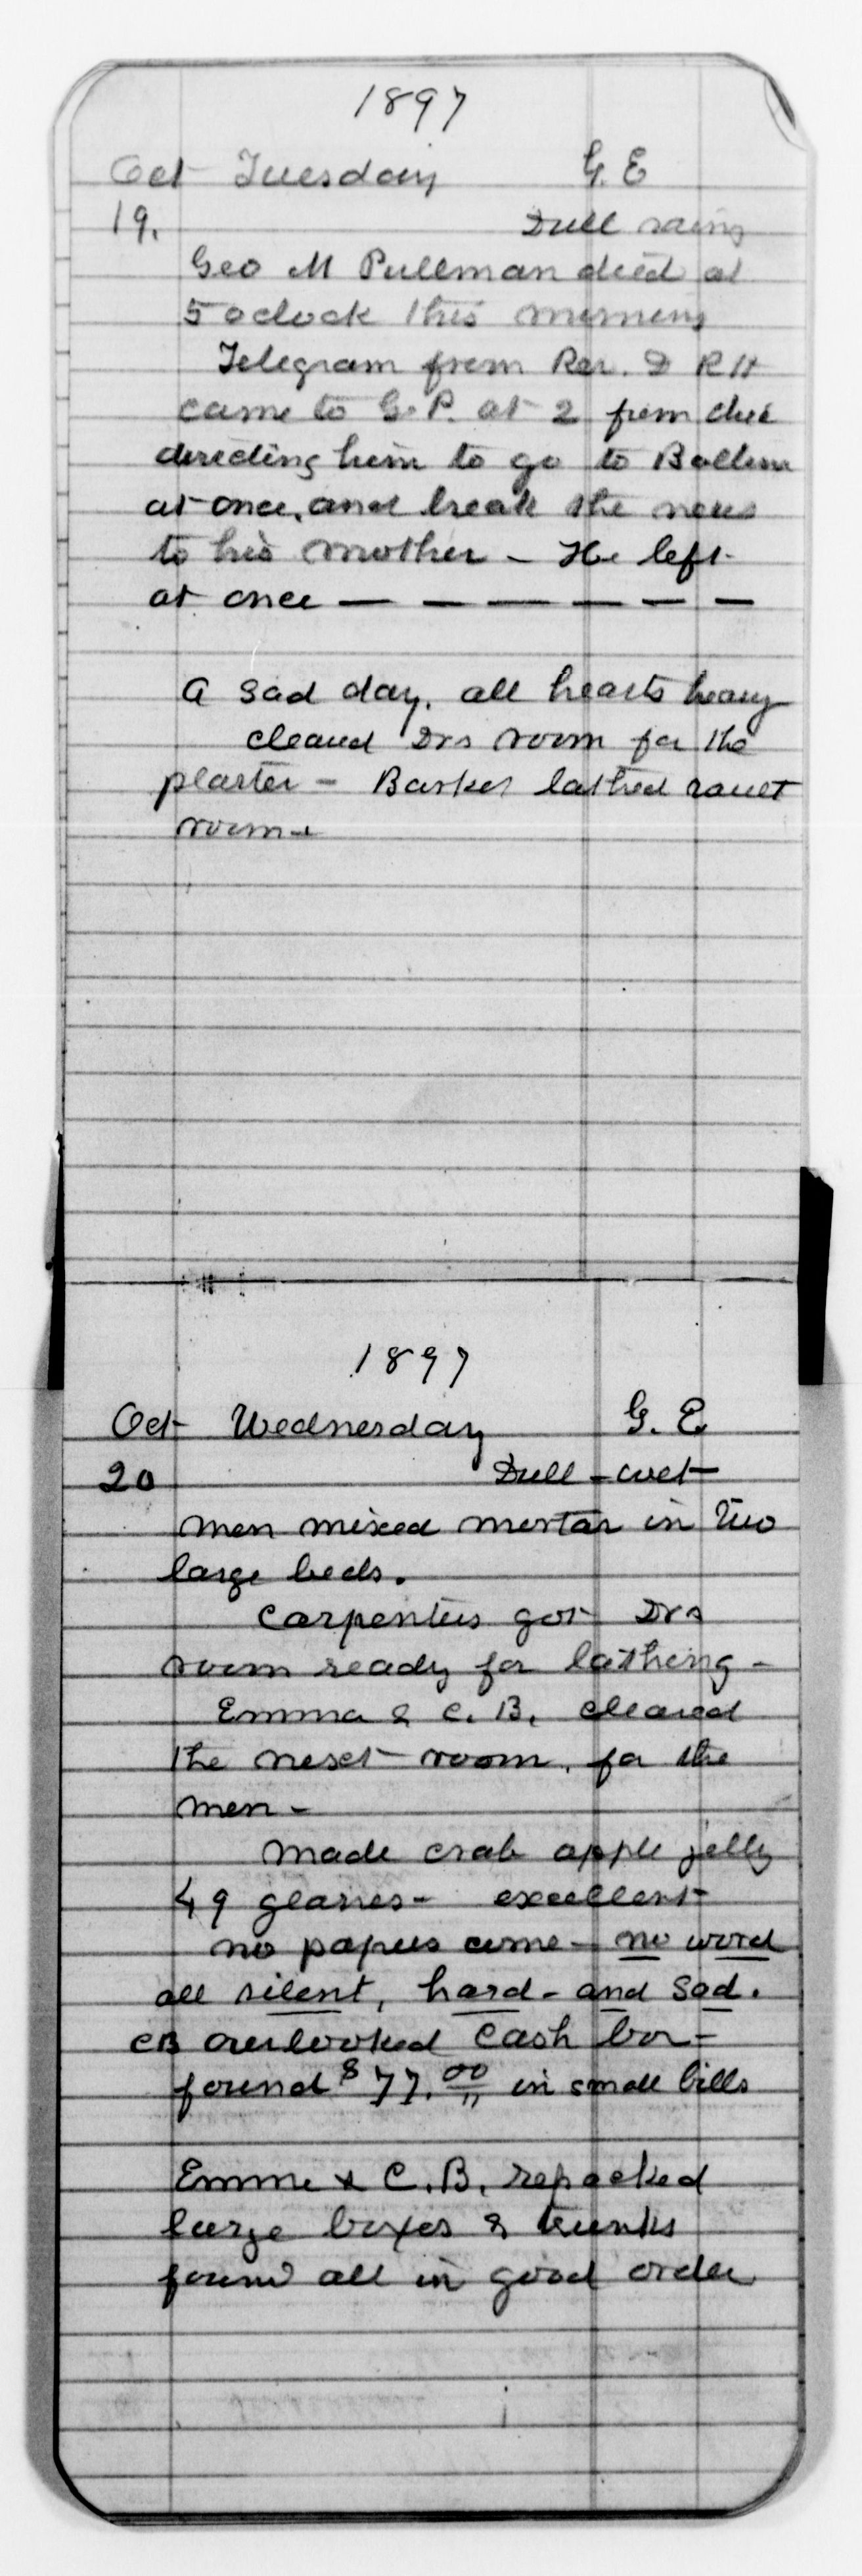 1897
Oct Tuesday G. E
19. Dull rainy
Geo M Pullman died at
5 oclock this morning
Telegram from Rev. D R H
came to G. P. at 2 from
directing him to go to
at once, and break the news
to his mother - He left
at once — — — — — —
A sad day. all hearts heavy
cleared Drs room for the
plaster - Barker lathed
room -
1897
Oct Wednesday G. E.
20 Dull - wet
men mixed mortar in two
large beds.
Carpenters got Drs
room ready for lathing -
Emma & C. B. cleared
the next room, for the
men -
made crab apple jelly
49 glasses - excellent
no papers come - no word
all silent, hard - and sad.
CB overlooked cash box -
found $77.00 in small bills
Emma & C. B. repacked
large boxes & trunks
found all in good order